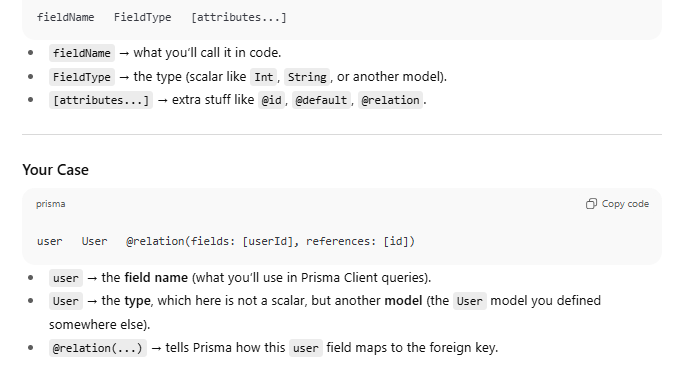 fieldName   FieldType   [attributes...]
• fieldName → what you’ll call it in code.
• FieldType → the type (scalar like Int, String, or another model).
• [attributes...] → extra stuff like @id, @default, @relation.
Your Case
prisma
Copy code
user   User   @relation(fields: [userId], references: [id])
• user → the field name (what you’ll use in Prisma Client queries).
• User → the type, which here is not a scalar, but another model (the User model you defined
somewhere else).
• @relation(...) → tells Prisma how this user field maps to the foreign key.